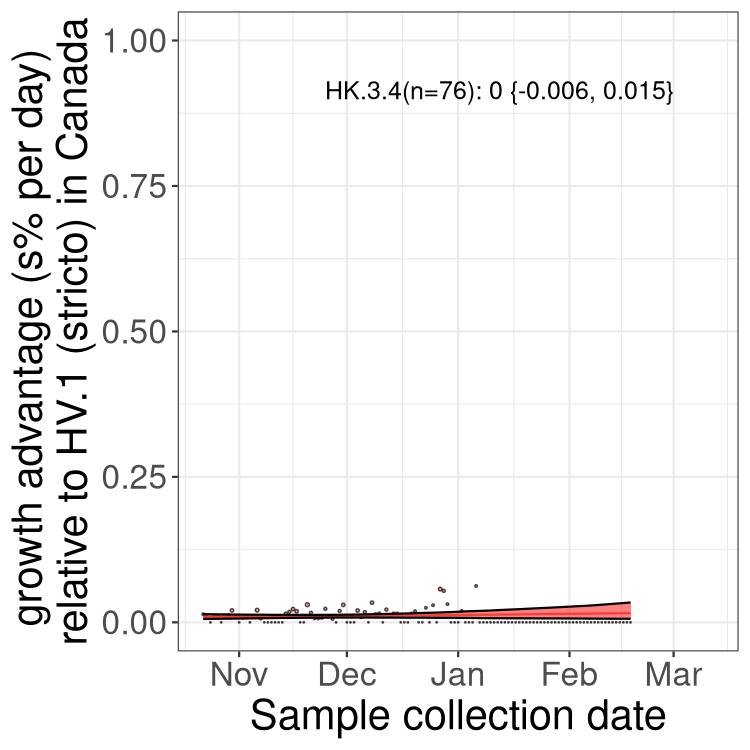 growth advantage (s% per day)
relative to HV.1 (stricto) in Canada
1.00
0.75
0.50
0.25
0.00
HK.3.4(n=76): 0 {-0.006, 0.015}
Nov Dec Jan Feb Mar
Sample collection date